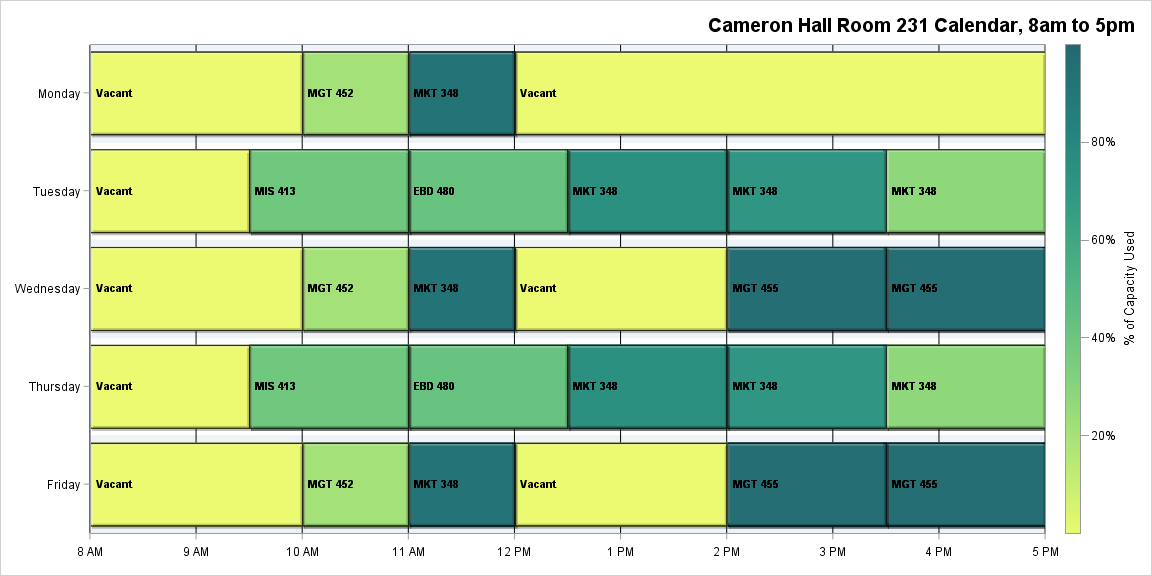 Cameron Hall Room 231 Calendar, 8am to 5pm
Monday
Vacant
MGT 452
MKT 348
Vacant
Tuesday
Vacant
MIS 413
EBD 480
MKT 348
MKT 348
MKT 348
Wednesday
Vacant
MGT 452
MKT 348
Vacant
MGT 455
MGT 455
Thursday
Vacant
MIS 413
EBD 480
MKT 348
MKT 348
MKT 348
Friday
Vacant
MGT 452
MKT 348
Vacant
MGT 455
MGT 455
8 AM
9 AM
10 AM
11 AM
12 PM
1 PM
2 PM
3 PM
4 PM
5 PM
80%
60%
40%
20%
% of Capacity Used